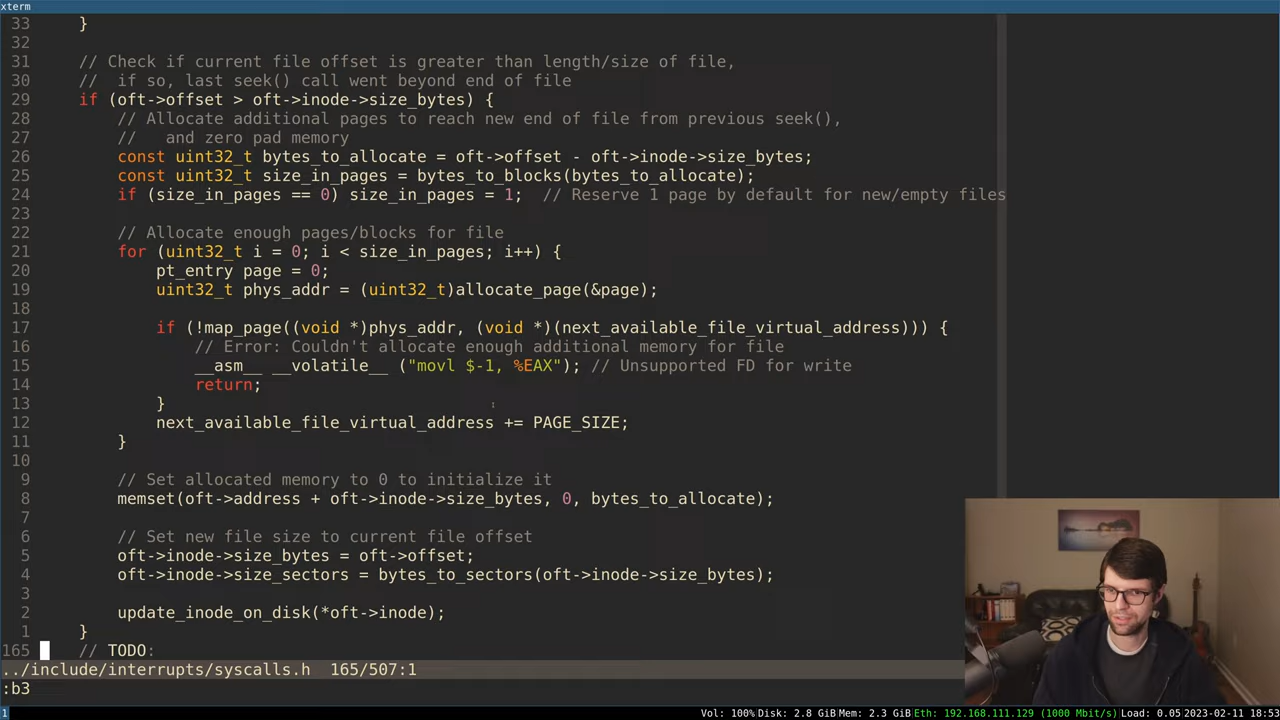 xterm
33 }
32
31 // Check if current file offset is greater than length/size of file,
30 //  if so, last seek() call went beyond end of file
29 if (oft->offset > oft->inode->size_bytes) {
28 // Allocate additional pages to reach new end of file from previous seek(),
27 //   and zero pad memory
26 const uint32_t bytes_to_allocate = oft->offset - oft->inode->size_bytes;
25 const uint32_t size_in_pages = bytes_to_blocks(bytes_to_allocate);
24 if (size_in_pages == 0) size_in_pages = 1;  // Reserve 1 page by default for new/empty files
23
22 // Allocate enough pages/blocks for file
21 for (uint32_t i = 0; i < size_in_pages; i++) {
20 pt_entry page = 0;
19 uint32_t phys_addr = (uint32_t)allocate_page(&page);
18
17 if (!map_page((void *)phys_addr, (void *)(next_available_file_virtual_address))) {
16 // Error: Couldn't allocate enough additional memory for file
15 __asm__ __volatile__ ("movl $-1, %EAX"); // Unsupported FD for write
14 return;
13 }
12 next_available_file_virtual_address += PAGE_SIZE;
11 }
10
9 // Set allocated memory to 0 to initialize it
8 memset(oft->address + oft->inode->size_bytes, 0, bytes_to_allocate);
7
6 // Set new file size to current file offset
5 oft->inode->size_bytes = oft->offset;
4 oft->inode->size_sectors = bytes_to_sectors(oft->inode->size_bytes);
3
2 update_inode_on_disk(*oft->inode);
1 }
165 // TODO:
../include/interrupts/syscalls.h  165/507:1
:b3
1 Vol: 100% Disk: 2.8 GiB Mem: 2.3 GiB Eth: 192.168.111.129 (1000 Mbit/s) Load: 0.05 2023-02-11 18:53